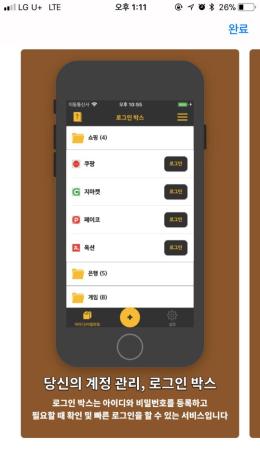 LG U+ LTE 오후 1:11 26%
완료
이동통신사 오후 10:55
로그인 박스
쇼핑 (4)
쿠팡 로그인
지마켓 로그인
페이코 로그인
옥션 로그인
은행 (5)
게임 (8)
설정
당신의 계정 관리, 로그인 박스
로그인 박스는 아이디와 비밀번호를 등록하고
필요할 때 확인 및 빠른 로그인을 할 수 있는 서비스입니다